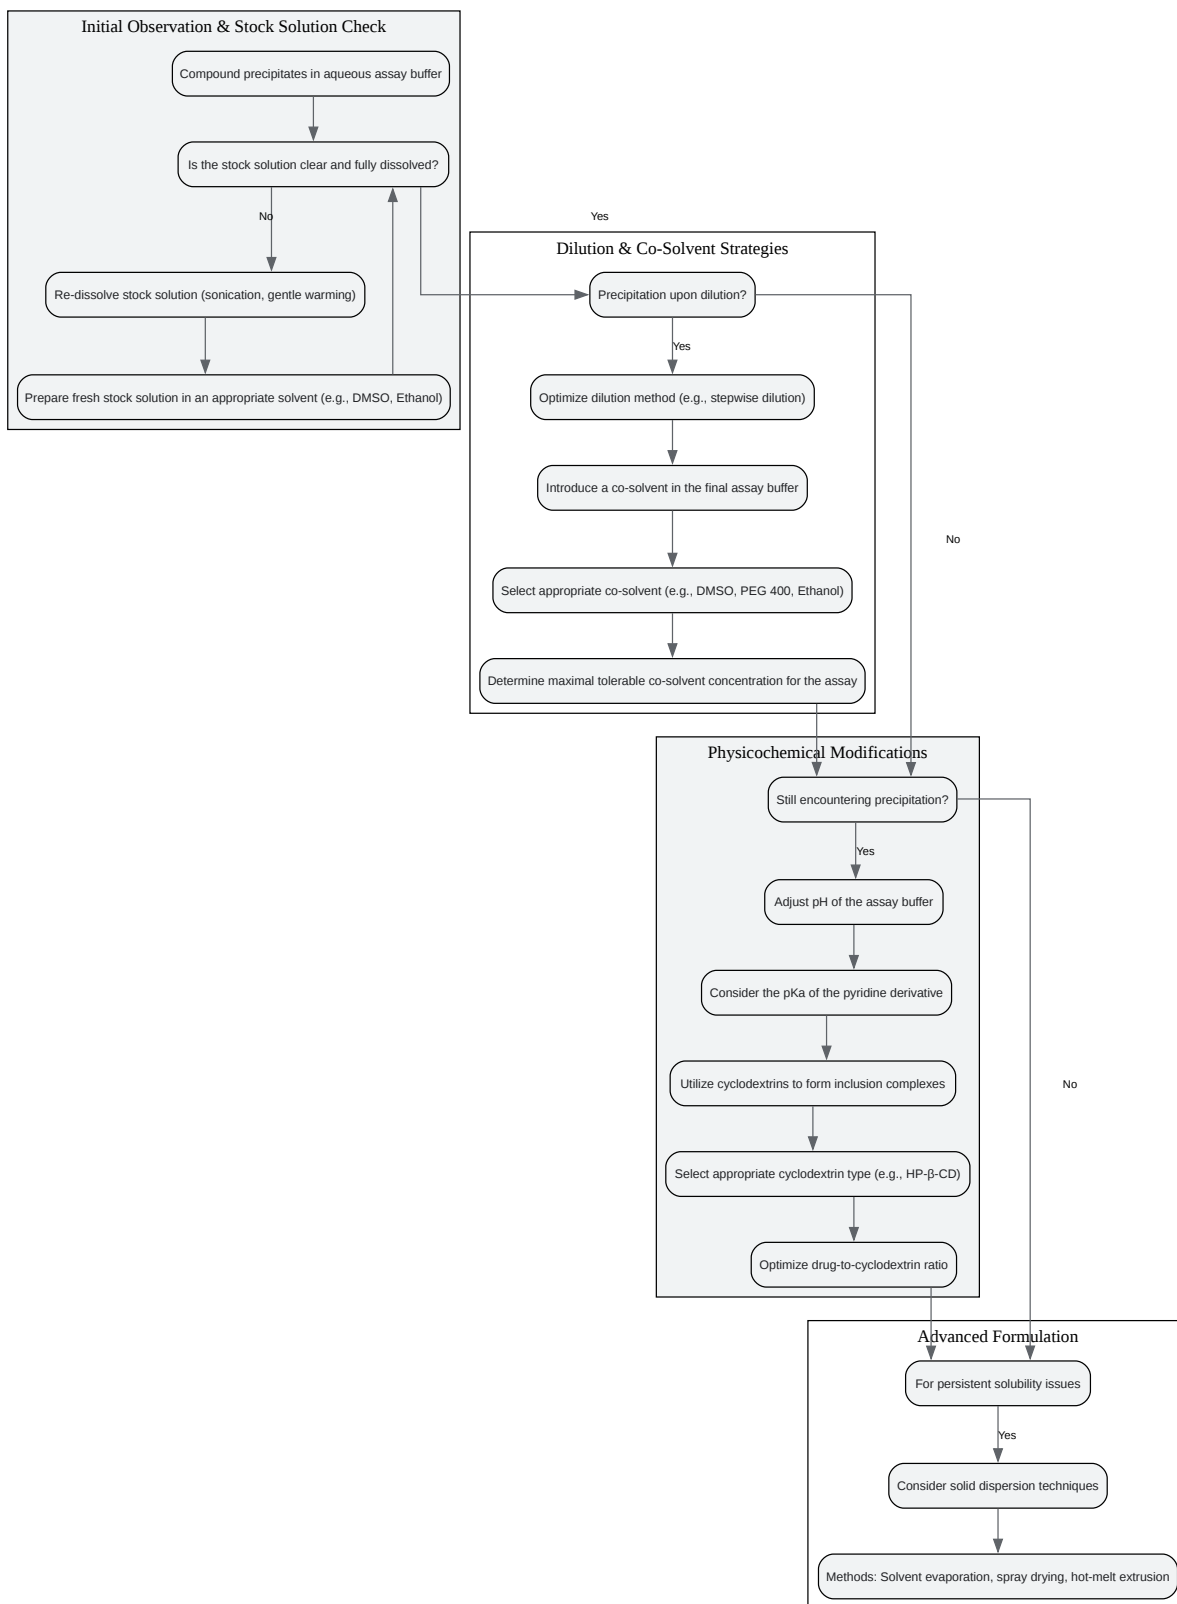 Initial Observation & Stock Solution Check
Compound precipitates in aqueous assay buffer
Is the stock solution clear and fully dissolved?
No
Yes
Re-dissolve stock solution (sonication, gentle warming)
Prepare fresh stock solution in an appropriate solvent (e.g., DMSO, Ethanol)
Dilution & Co-Solvent Strategies
Precipitation upon dilution?
Yes
Optimize dilution method (e.g., stepwise dilution)
Introduce a co-solvent in the final assay buffer
No
Select appropriate co-solvent (e.g., DMSO, PEG 400, Ethanol)
Determine maximal tolerable co-solvent concentration for the assay
Physicochemical Modifications
Still encountering precipitation?
Yes
Adjust pH of the assay buffer
Consider the pKa of the pyridine derivative
Utilize cyclodextrins to form inclusion complexes
No
Select appropriate cyclodextrin type (e.g., HP-β-CD)
Optimize drug-to-cyclodextrin ratio
Advanced Formulation
For persistent solubility issues
Yes
Consider solid dispersion techniques
Methods: Solvent evaporation, spray drying, hot-melt extrusion